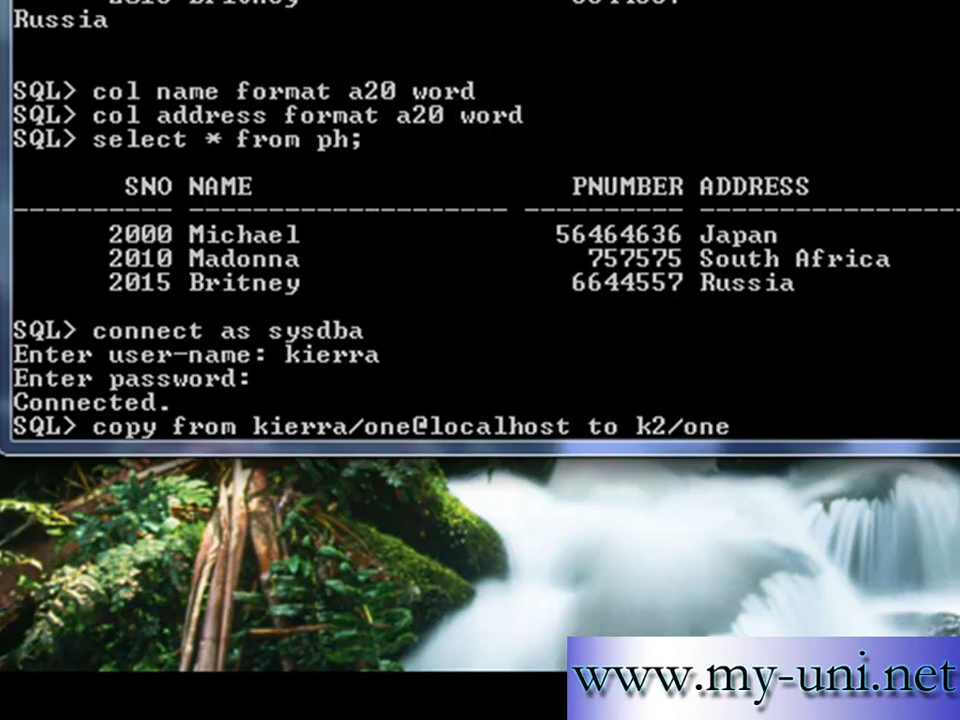 Russia
SQL> col name format a20 word
SQL> col address format a20 word
SQL> select * from ph;
SNO NAME PNUMBER ADDRESS
---------- -------------------- ---------- --------------------
2000 Michael 56464636 Japan
2010 Madonna 757575 South Africa
2015 Britney 6644557 Russia
SQL> connect as sysdba
Enter user-name: kierra
Enter password:
Connected.
SQL> copy from kierra/one@localhost to k2/one
www.my-uni.net